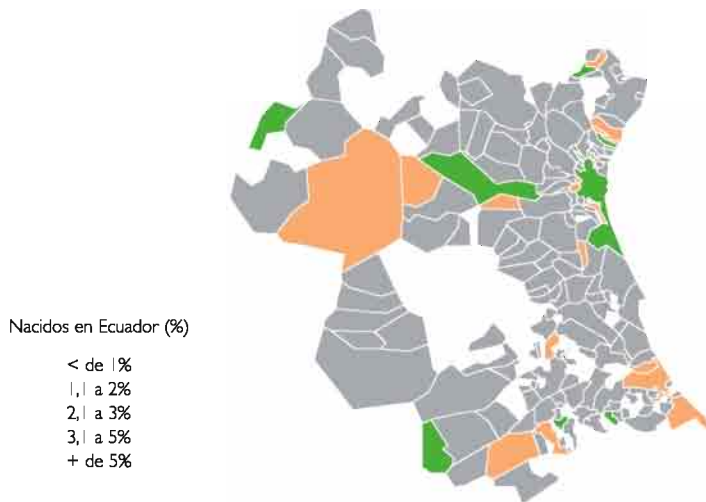 Nacidos en Ecuador (%)
< de 1%
1,1 a 2%
2,1 a 3%
3,1 a 5%
+ de 5%